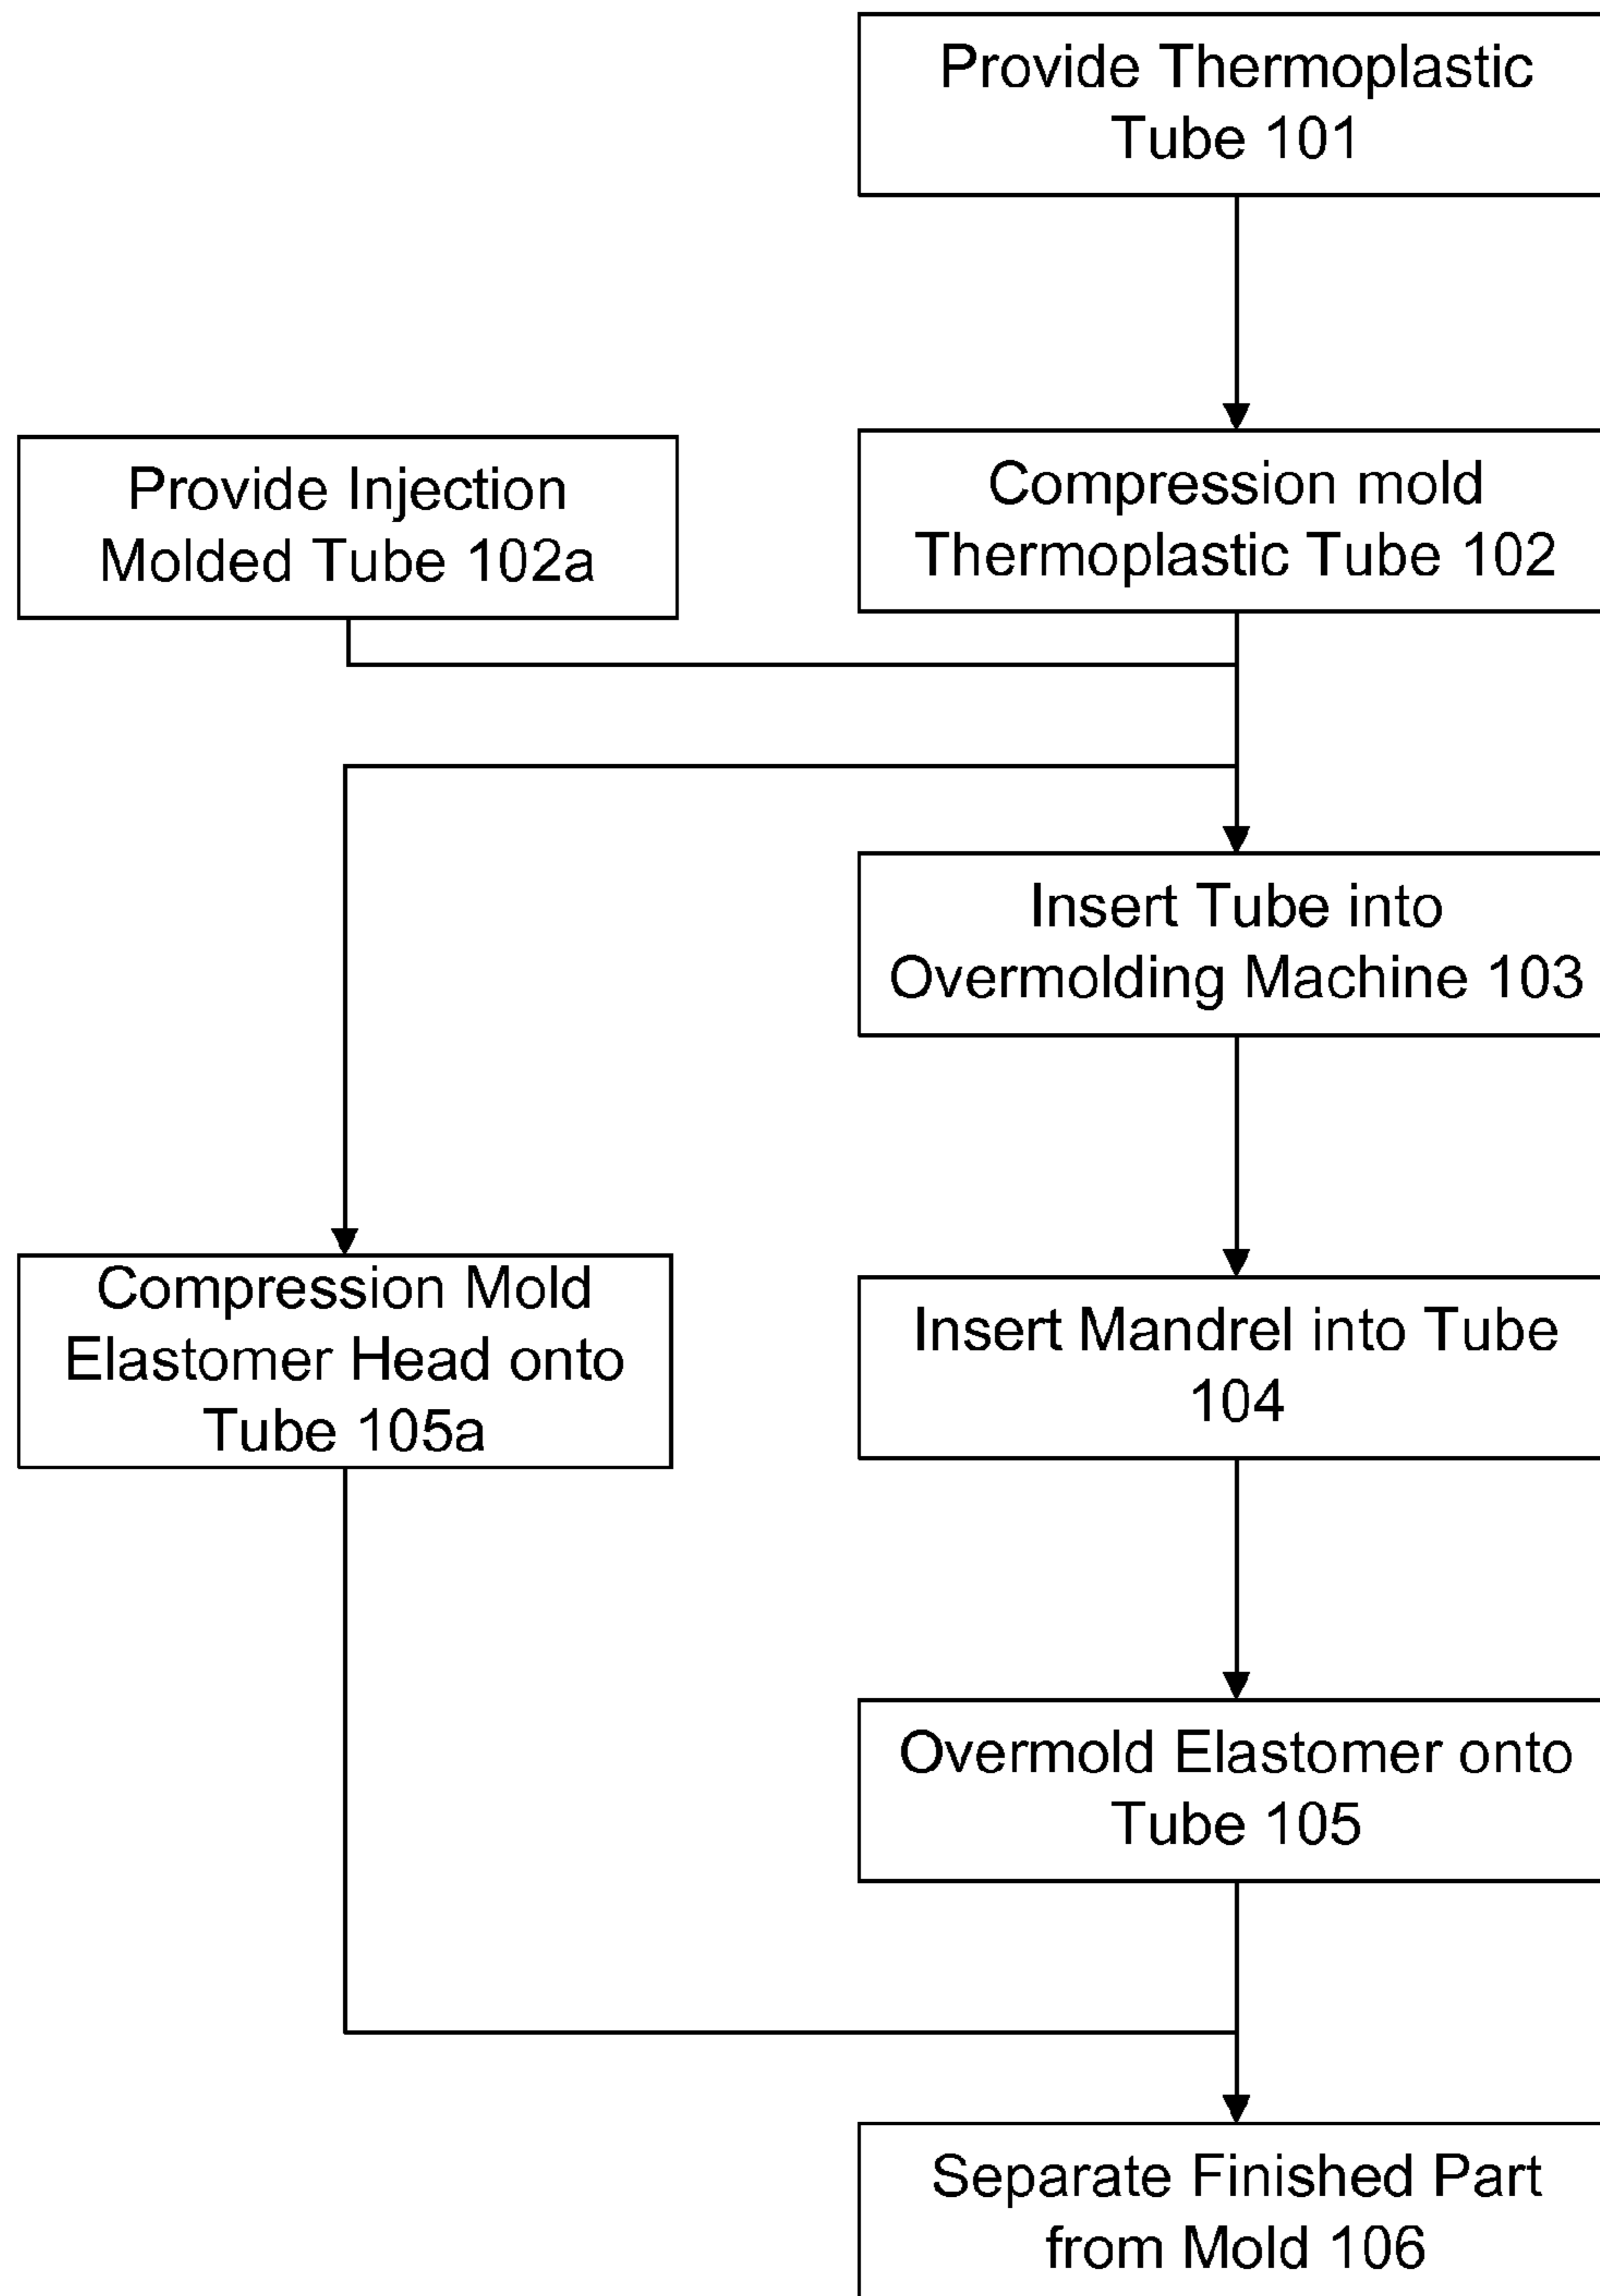 Provide Thermoplastic
Tube 101
Provide Injection
Molded Tube 102a
Compression mold
Thermoplastic Tube 102
Insert Tube into
Overmolding Machine 103
Compression Mold
Elastomer Head onto
Tube 105a
Insert Mandrel into Tube
104
Overmold Elastomer onto
Tube 105
Separate Finished Part
from Mold 106